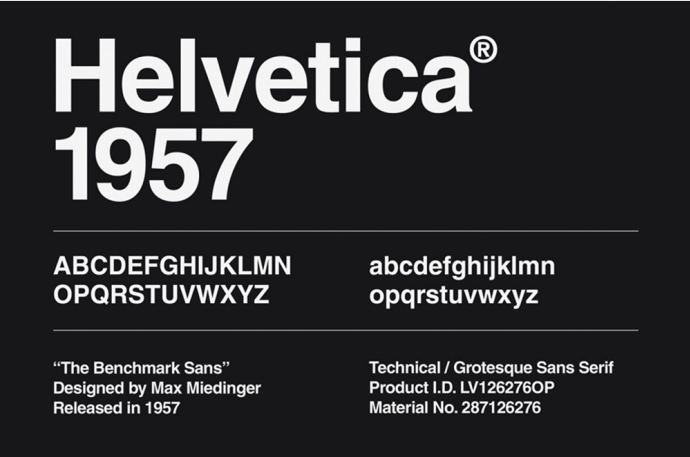 Helvetica®
1957
ABCDEFGHIJKLMN
OPQRSTUVWXYZ
abcdefghijklmn
opqrstuvwxyz
“The Benchmark Sans”
Designed by Max Miedinger
Released in 1957
Technical / Grotesque Sans Serif
Product I.D. LV126276OP
Material No. 287126276